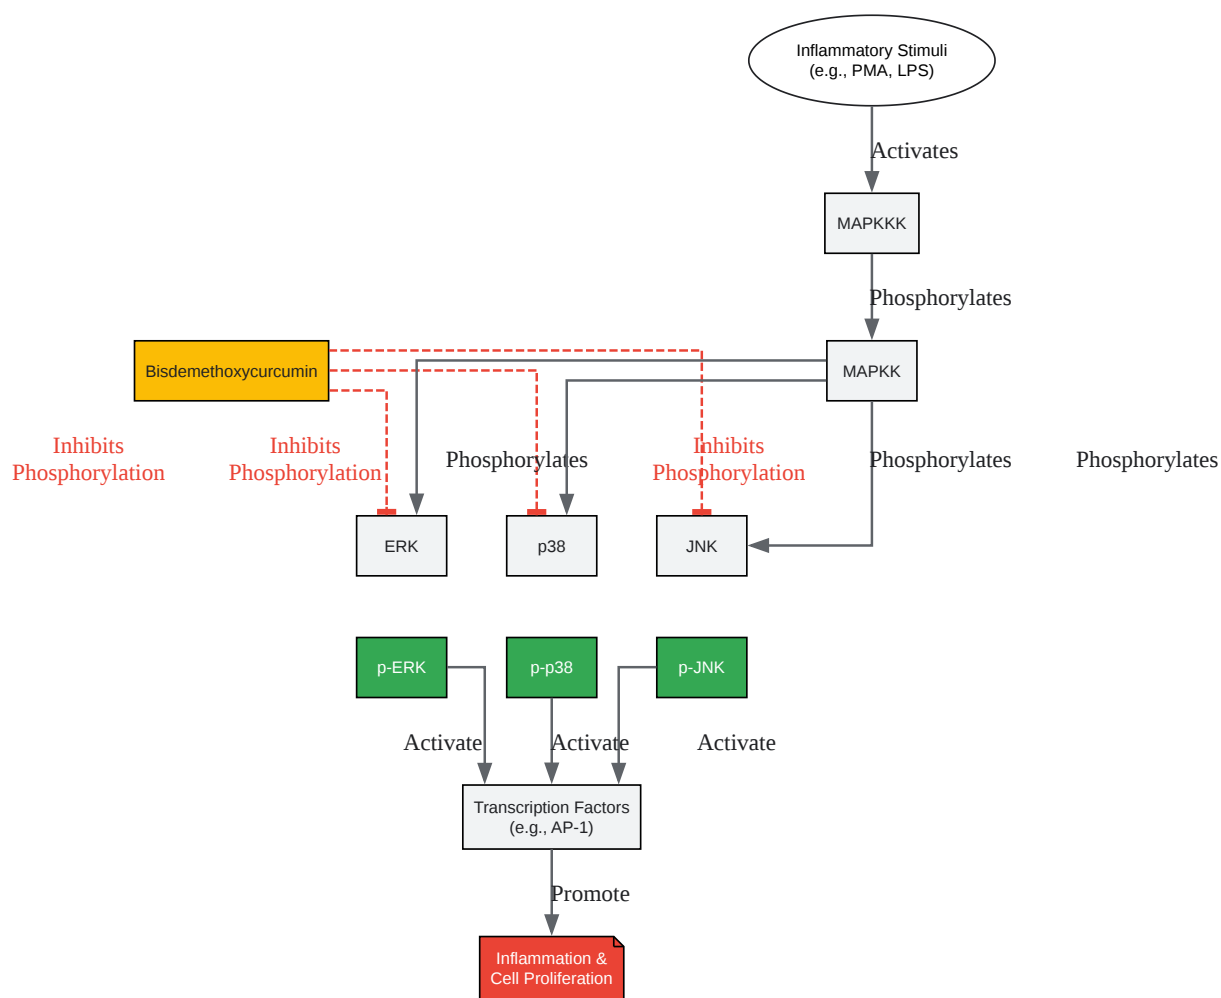 Inflammatory Stimuli
(e.g., PMA, LPS)
Activates
MAPKKK
Phosphorylates
Bisdemethoxycurcumin
MAPKK
Inhibits
Phosphorylation
Inhibits
Phosphorylation
Phosphorylates
Inhibits
Phosphorylation
Phosphorylates
Phosphorylates
ERK
p38
JNK
p-ERK
p-p38
p-JNK
Activate
Activate
Activate
Transcription Factors
(e.g., AP-1)
Promote
Inflammation &
Cell Proliferation